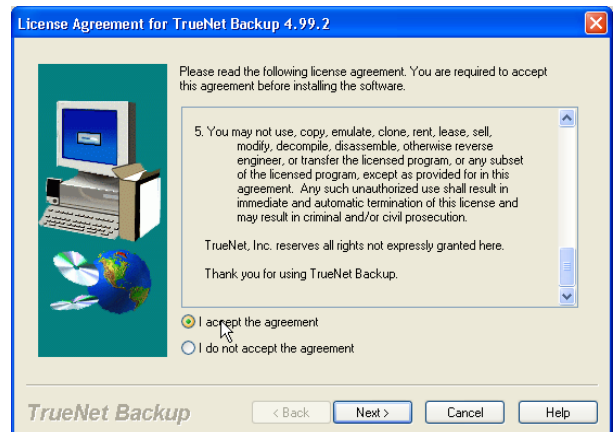 License Agreement for TrueNet Backup 4.99.2
Please read the following license agreement. You are required to accept
this agreement before installing the software.
5. You may not use, copy, emulate, clone, rent, lease, sell,
modify, decompile, disassemble, otherwise reverse
engineer, or transfer the licensed program, or any subset
of the licensed program, except as provided for in this
agreement. Any such unauthorized use shall result in
immediate and automatic termination of this license and
may result in criminal and/or civil prosecution.
TrueNet, Inc. reserves all rights not expressly granted here.
Thank you for using TrueNet Backup.
I accept the agreement
I do not accept the agreement
TrueNet Backup
< Back
Next >
Cancel
Help